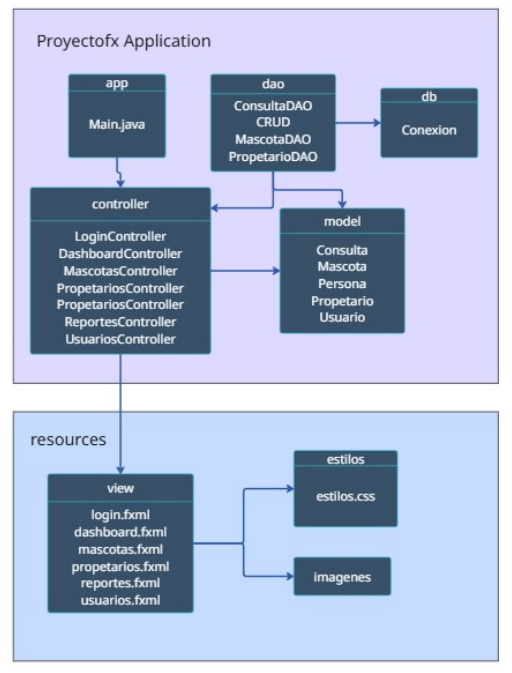 Proyectofx Application
app
Main.java
dao
ConsultaDAO
CRUD
MascotaDAO
PropetarioDAO
db
Conexion
controller
LoginController
DashboardController
MascotasController
PropetariosController
PropetariosController
ReportesController
UsuariosController
model
Consulta
Mascota
Persona
Propetario
Usuario
resources
view
login.fxml
dashboard.fxml
mascotas.fxml
propetarios.fxml
reportes.fxml
usuarios.fxml
estilos
estilos.css
imagenes